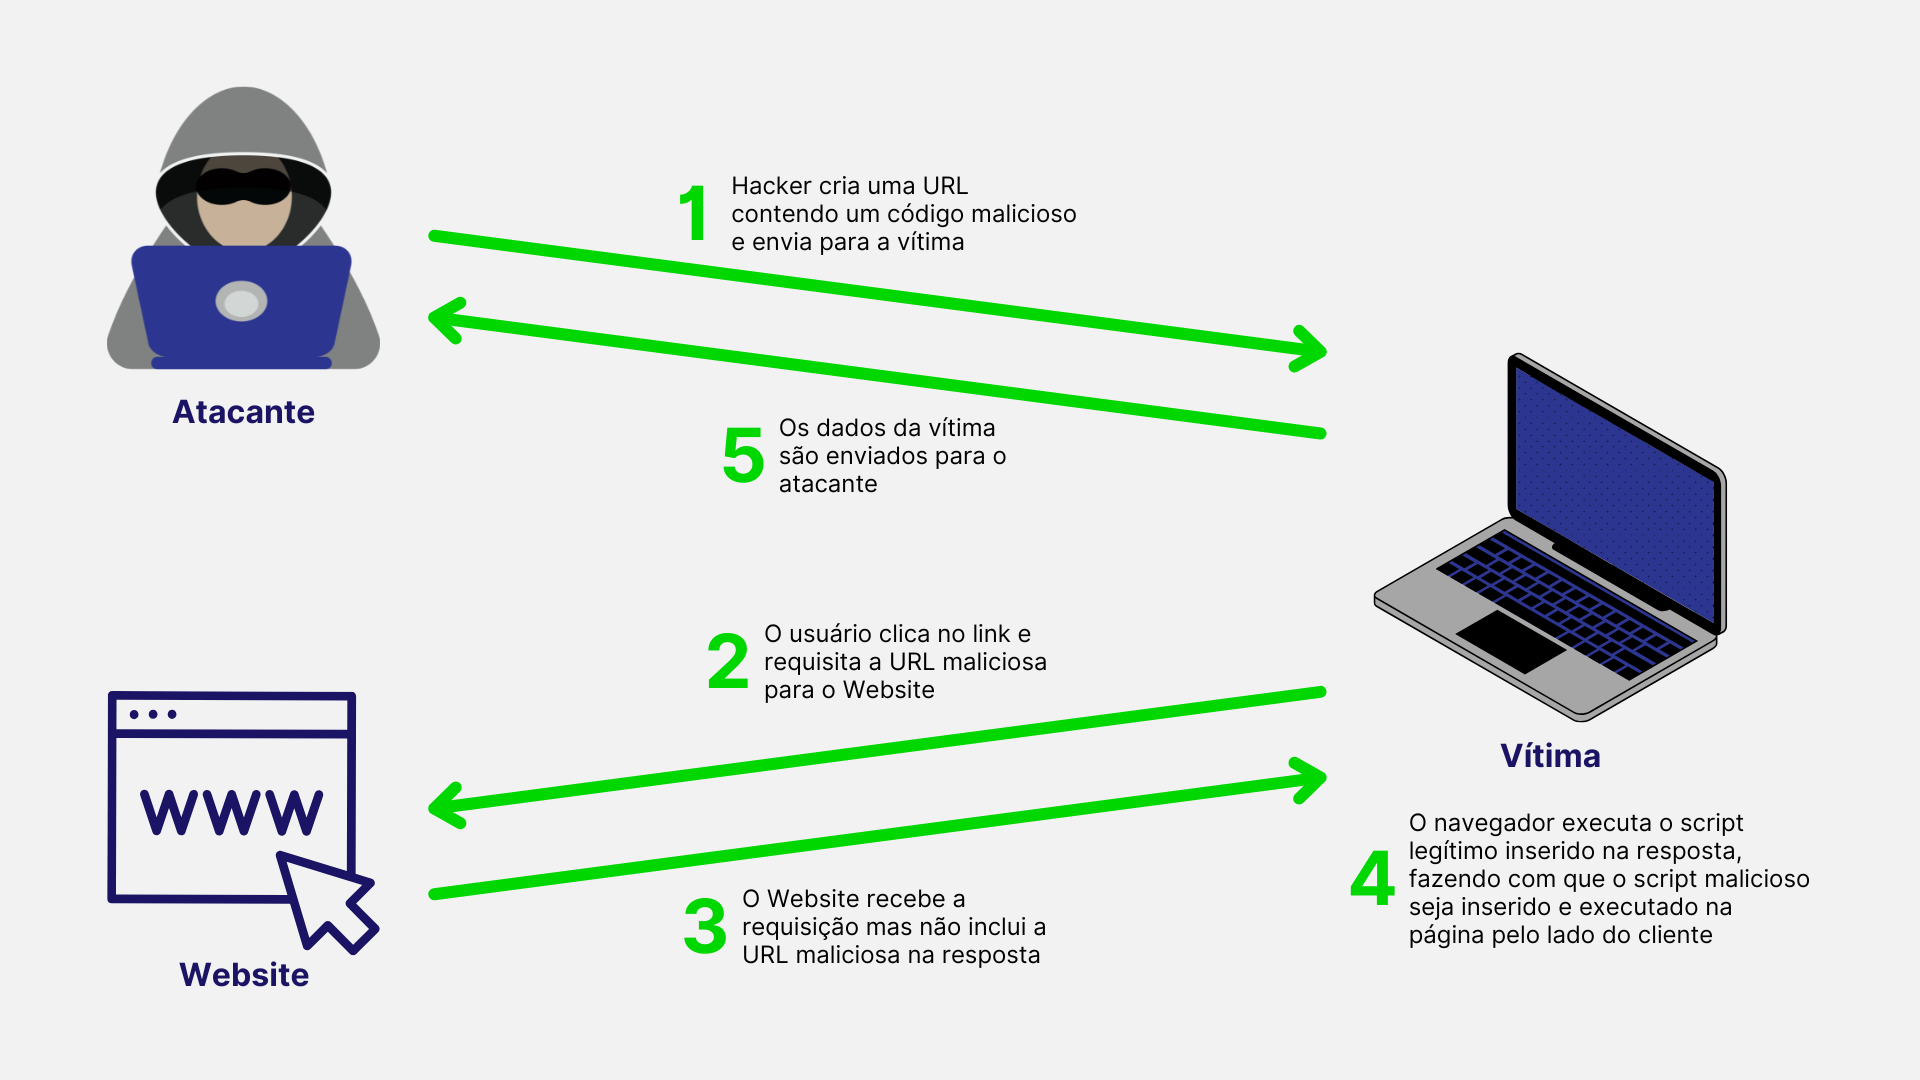 1
Hacker cria uma URL
contendo um código malicioso
e envia para a vítima
Atacante
5
Os dados da vítima
são enviados para o
atacante
2
O usuário clica no link e
requisita a URL maliciosa
para o Website
WWW
Website
3
O Website recebe a
requisição mas não inclui a
URL maliciosa na resposta
Vítima
4
O navegador executa o script
legítimo inserido na resposta,
fazendo com que o script malicioso
seja inserido e executado na
página pelo lado do cliente